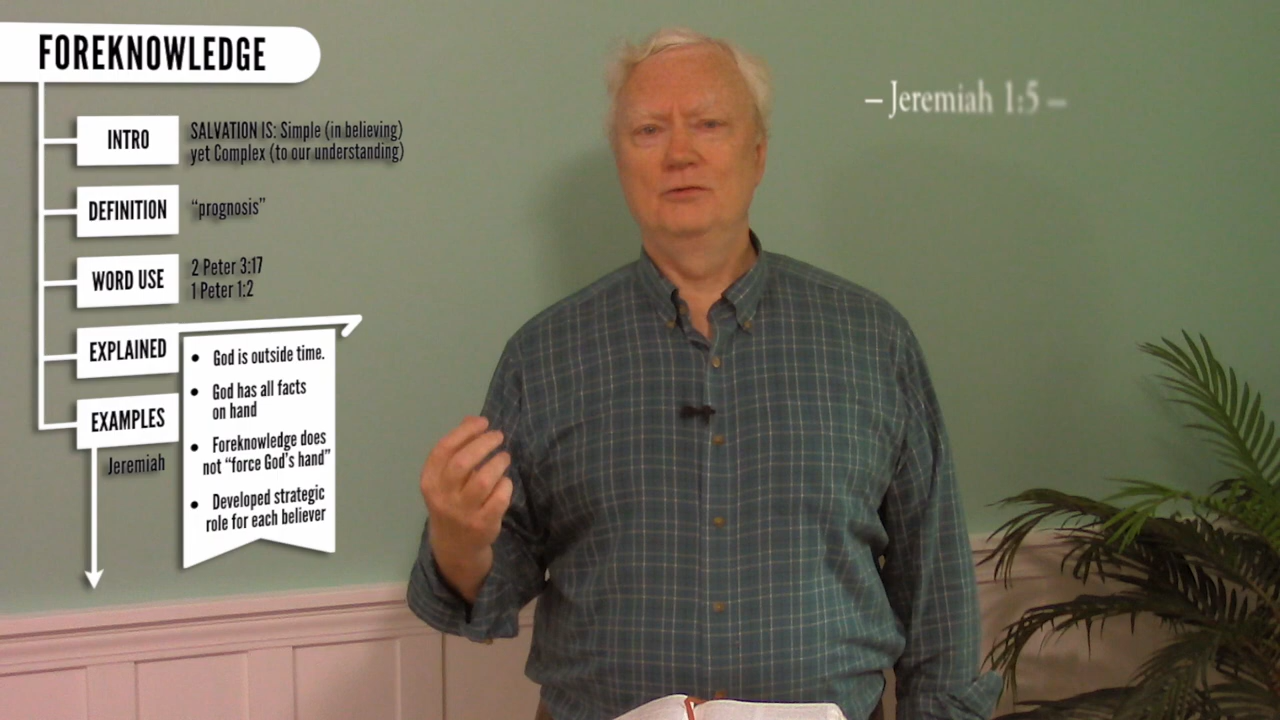 FOREKNOWLEDGE
INTRO
SALVATION IS: Simple (in believing)
yet Complex (to our understanding)
DEFINITION
“prognosis”
WORD USE
2 Peter 3:17
1 Peter 1:2
EXPLAINED
• God is outside time.
• God has all facts
on hand
• Foreknowledge does
not “force God's hand”
• Developed strategic
role for each believer
EXAMPLES
Jeremiah
– Jeremiah 1:5 –